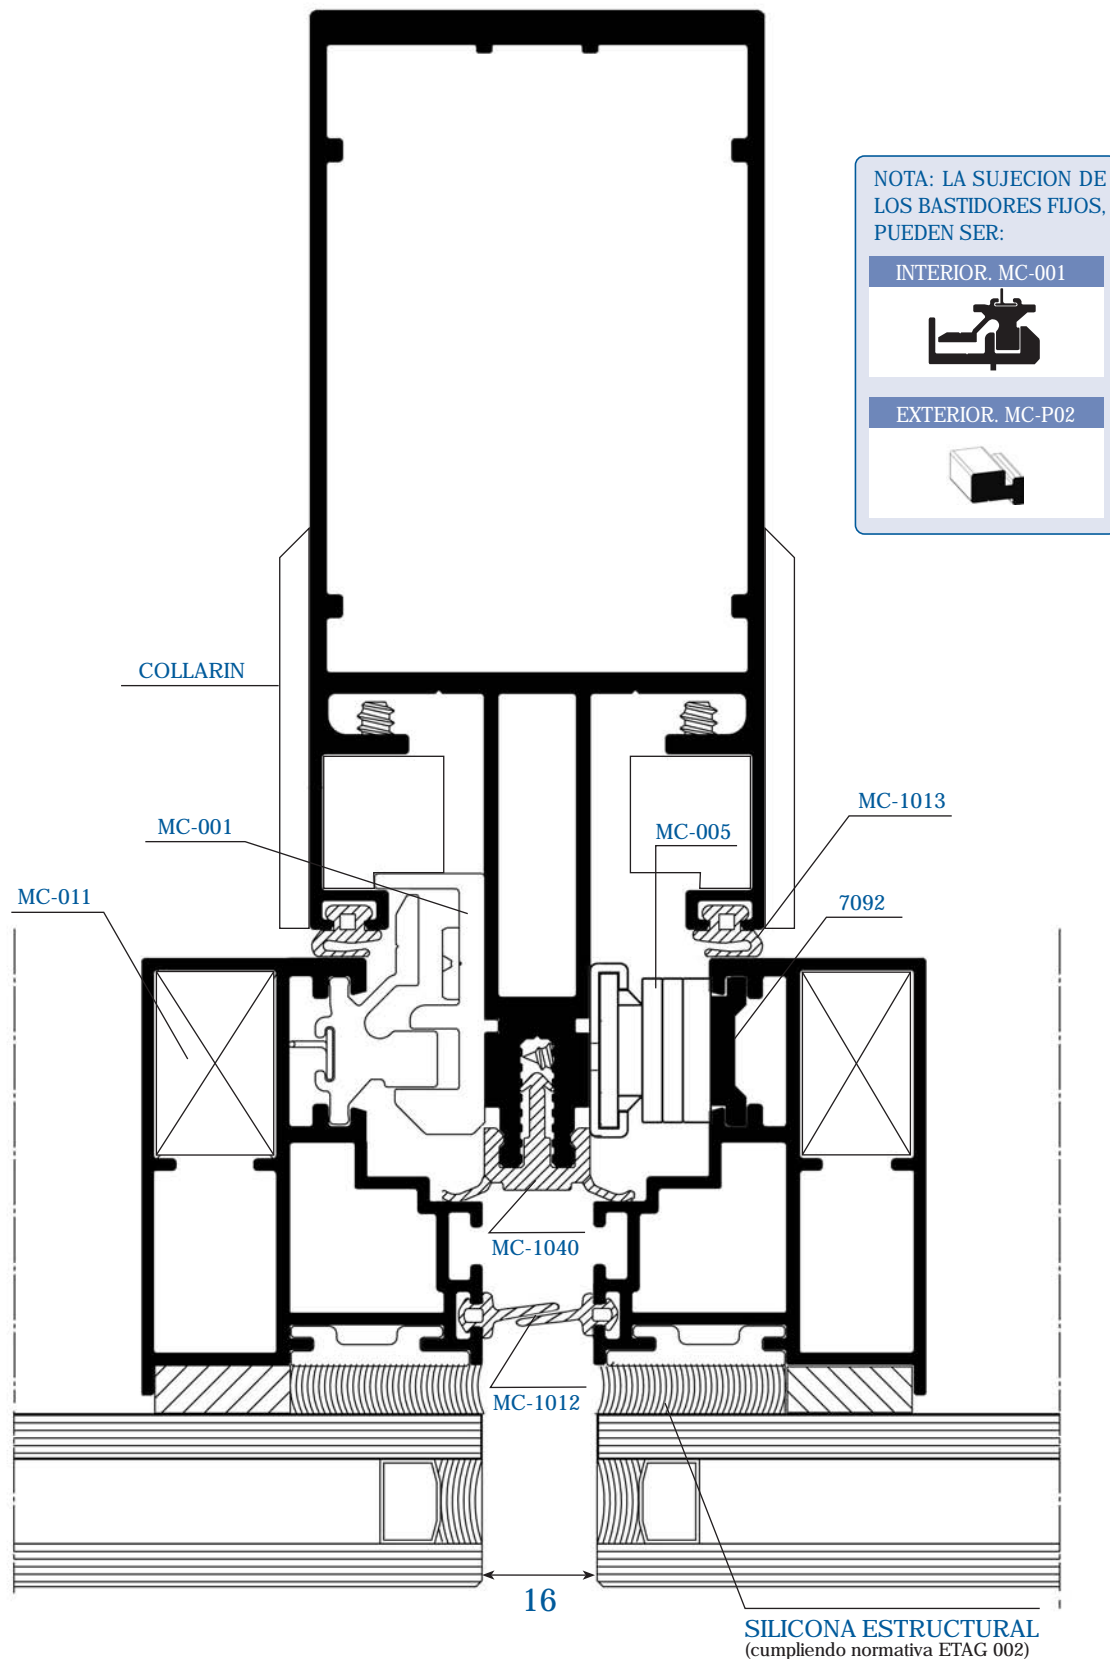 NOTA: LA SUJECION DE
LOS BASTIDORES FIJOS,
PUEDEN SER:
INTERIOR. MC-001
EXTERIOR. MC-P02
COLLARIN
MC-001
MC-005
MC-1013
MC-011
7092
MC-1040
MC-1012
16
SILICONA ESTRUCTURAL
(cumpliendo normativa ETAG 002)